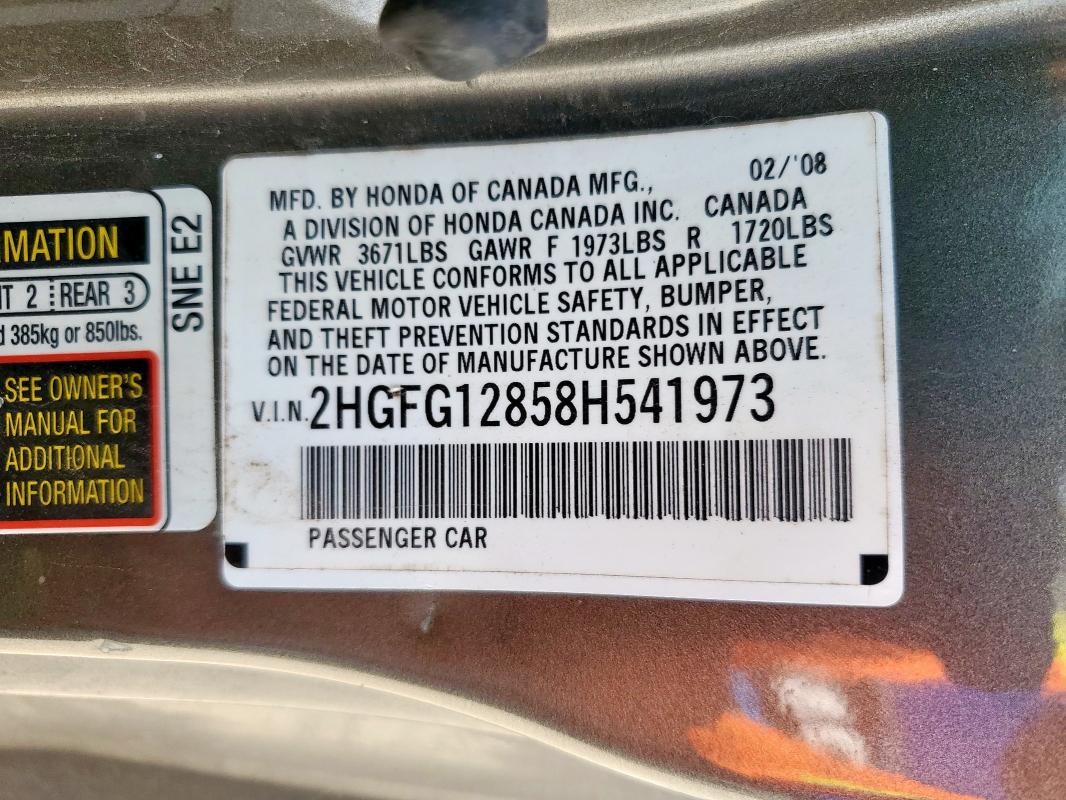 MATION
T 2 REAR 3
385kg or 850lbs.
SEE OWNER'S
MANUAL FOR
ADDITIONAL
INFORMATION
SNE E2
MFD. BY HONDA OF CANADA MFG., 02/'08
A DIVISION OF HONDA CANADA INC. CANADA
GVWR 3671LBS GAWR F 1973LBS R 1720LBS
THIS VEHICLE CONFORMS TO ALL APPLICABLE
FEDERAL MOTOR VEHICLE SAFETY, BUMPER,
AND THEFT PREVENTION STANDARDS IN EFFECT
ON THE DATE OF MANUFACTURE SHOWN ABOVE.
V.I.N. 2HGFG12858H541973
PASSENGER CAR